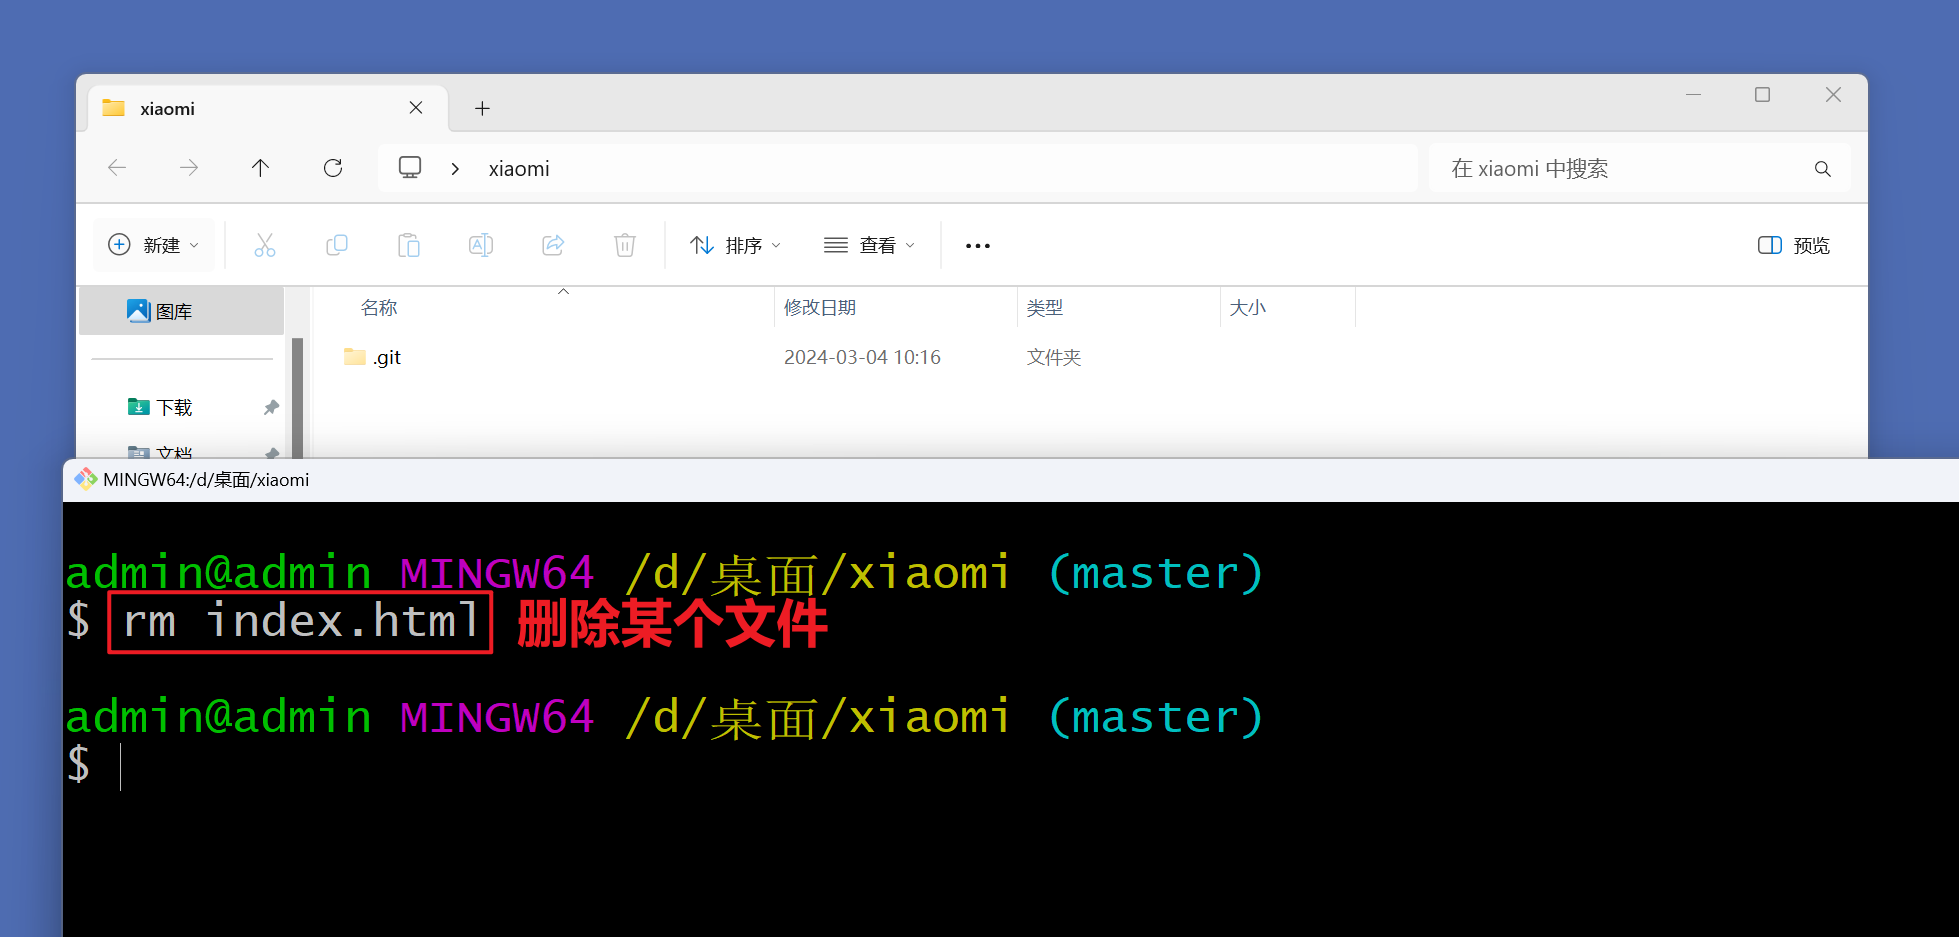 xiaomi
xiaomi
在 xiaomi 中搜索
新建
排序
查看
预览
图库
名称
修改日期
类型
大小
.git
2024-03-04 10:16
文件夹
下载
文档
MINGW64:/d/桌面/xiaomi
admin@admin MINGW64 /d/桌面/xiaomi (master)
$ rm index.html 删除某个文件
admin@admin MINGW64 /d/桌面/xiaomi (master)
$